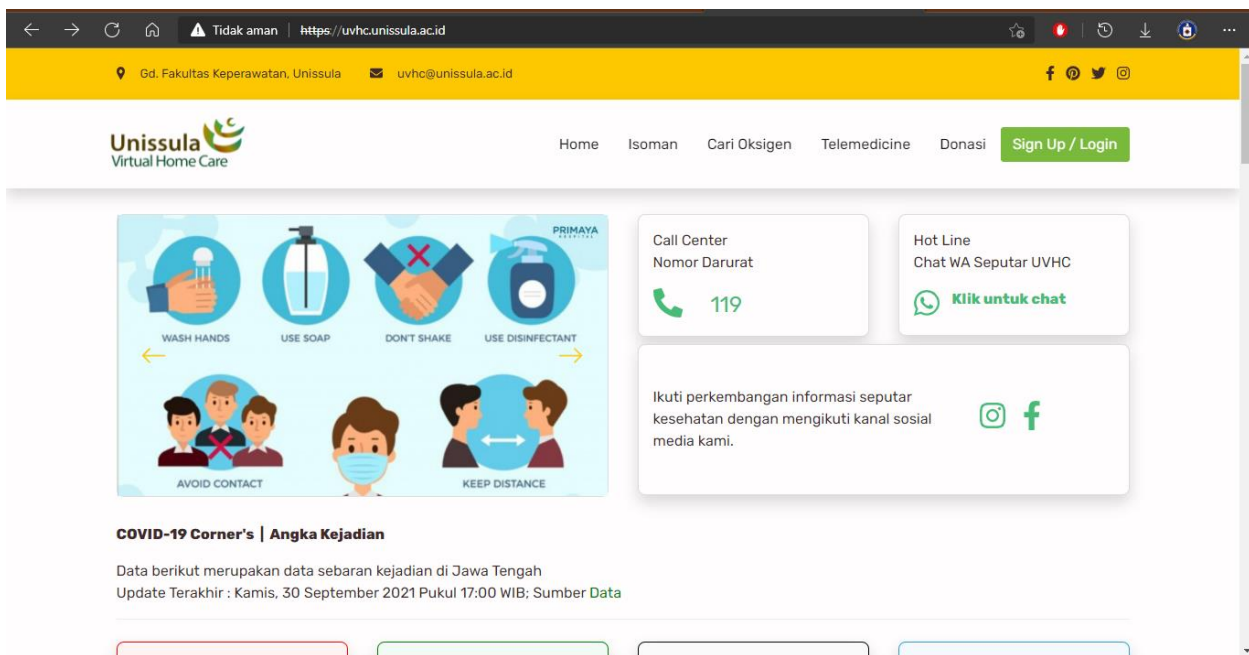 Tidak aman
https://uvhc.unissula.ac.id
Gd. Fakultas Keperawatan, Unissula
uvhc@unissula.ac.id
Unissula
Virtual Home Care
Home
Isoman
Cari Oksigen
Telemedicine
Donasi
Sign Up / Login
PRIMAYA
HOSPITAL
WASH HANDS
USE SOAP
DON'T SHAKE
USE DISINFECTANT
AVOID CONTACT
KEEP DISTANCE
Call Center
Nomor Darurat
119
Hot Line
Chat WA Seputar UVHC
Klik untuk chat
Ikuti perkembangan informasi seputar
kesehatan dengan mengikuti kanal sosial
media kami.
COVID-19 Corner's | Angka Kejadian
Data berikut merupakan data sebaran kejadian di Jawa Tengah
Update Terakhir : Kamis, 30 September 2021 Pukul 17:00 WIB; Sumber Data